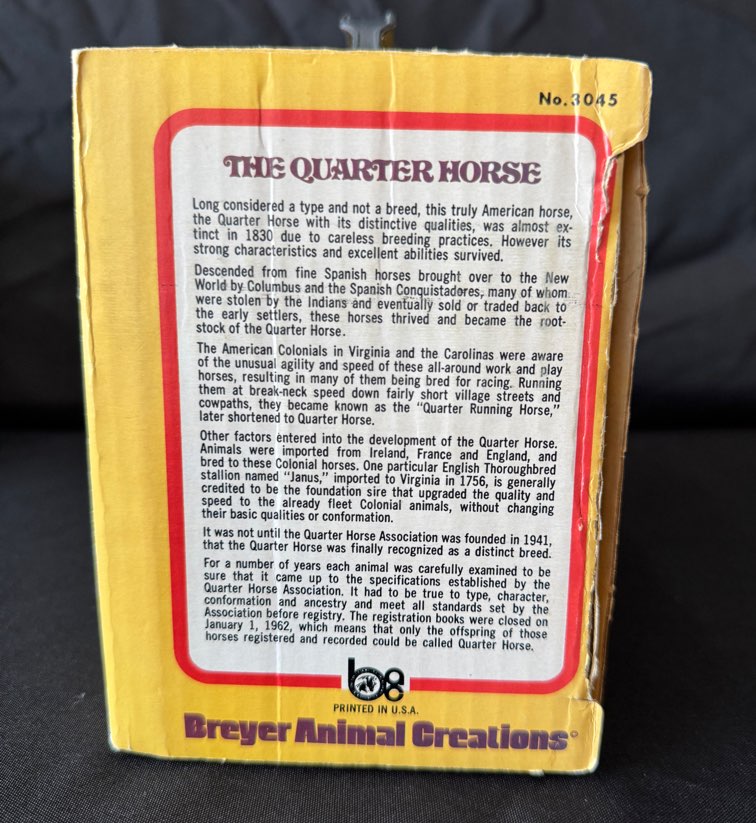 No. 3045
THE QUARTER HORSE
Long considered a type and not a breed, this truly American horse,
the Quarter Horse with its distinctive qualities, was almost ex-
tinct in 1830 due to careless breeding practices. However its
strong characteristics and excellent abilities survived.
Descended from fine Spanish horses brought over to the New
World by Columbus and the Spanish Conquistadores, many of whom
were stolen by the Indians and eventually sold or traded back to
the early settlers, these horses thrived and became the root-
stock of the Quarter Horse.
The American Colonials in Virginia and the Carolinas were aware
of the unusual agility and speed of these all-around work and play
horses, resulting in many of them being bred for racing. Running
them at break-neck speed down fairly short village streets and
cowpaths, they became known as the "Quarter Running Horse,"
later shortened to Quarter Horse.
Other factors entered into the development of the Quarter Horse.
Animals were imported from Ireland, France and England, and
bred to these Colonial horses. One particular English Thoroughbred
stallion named "Janus," imported to Virginia in 1756, is generally
credited to be the foundation sire that upgraded the quality and
speed to the already fleet Colonial animals, without changing
their basic qualities or conformation.
It was not until the Quarter Horse Association was founded in 1941,
that the Quarter Horse was finally recognized as a distinct breed.
For a number of years each animal was carefully examined to be
sure that it came up to the specifications established by the
Quarter Horse Association. It had to be true to type, character,
conformation and ancestry and meet all standards set by the
Association before registry. The registration books were closed on
January 1, 1962, which means that only the offspring of those
horses registered and recorded could be called Quarter Horse.
PRINTED IN U.S.A.
Breyer Animal Creations®